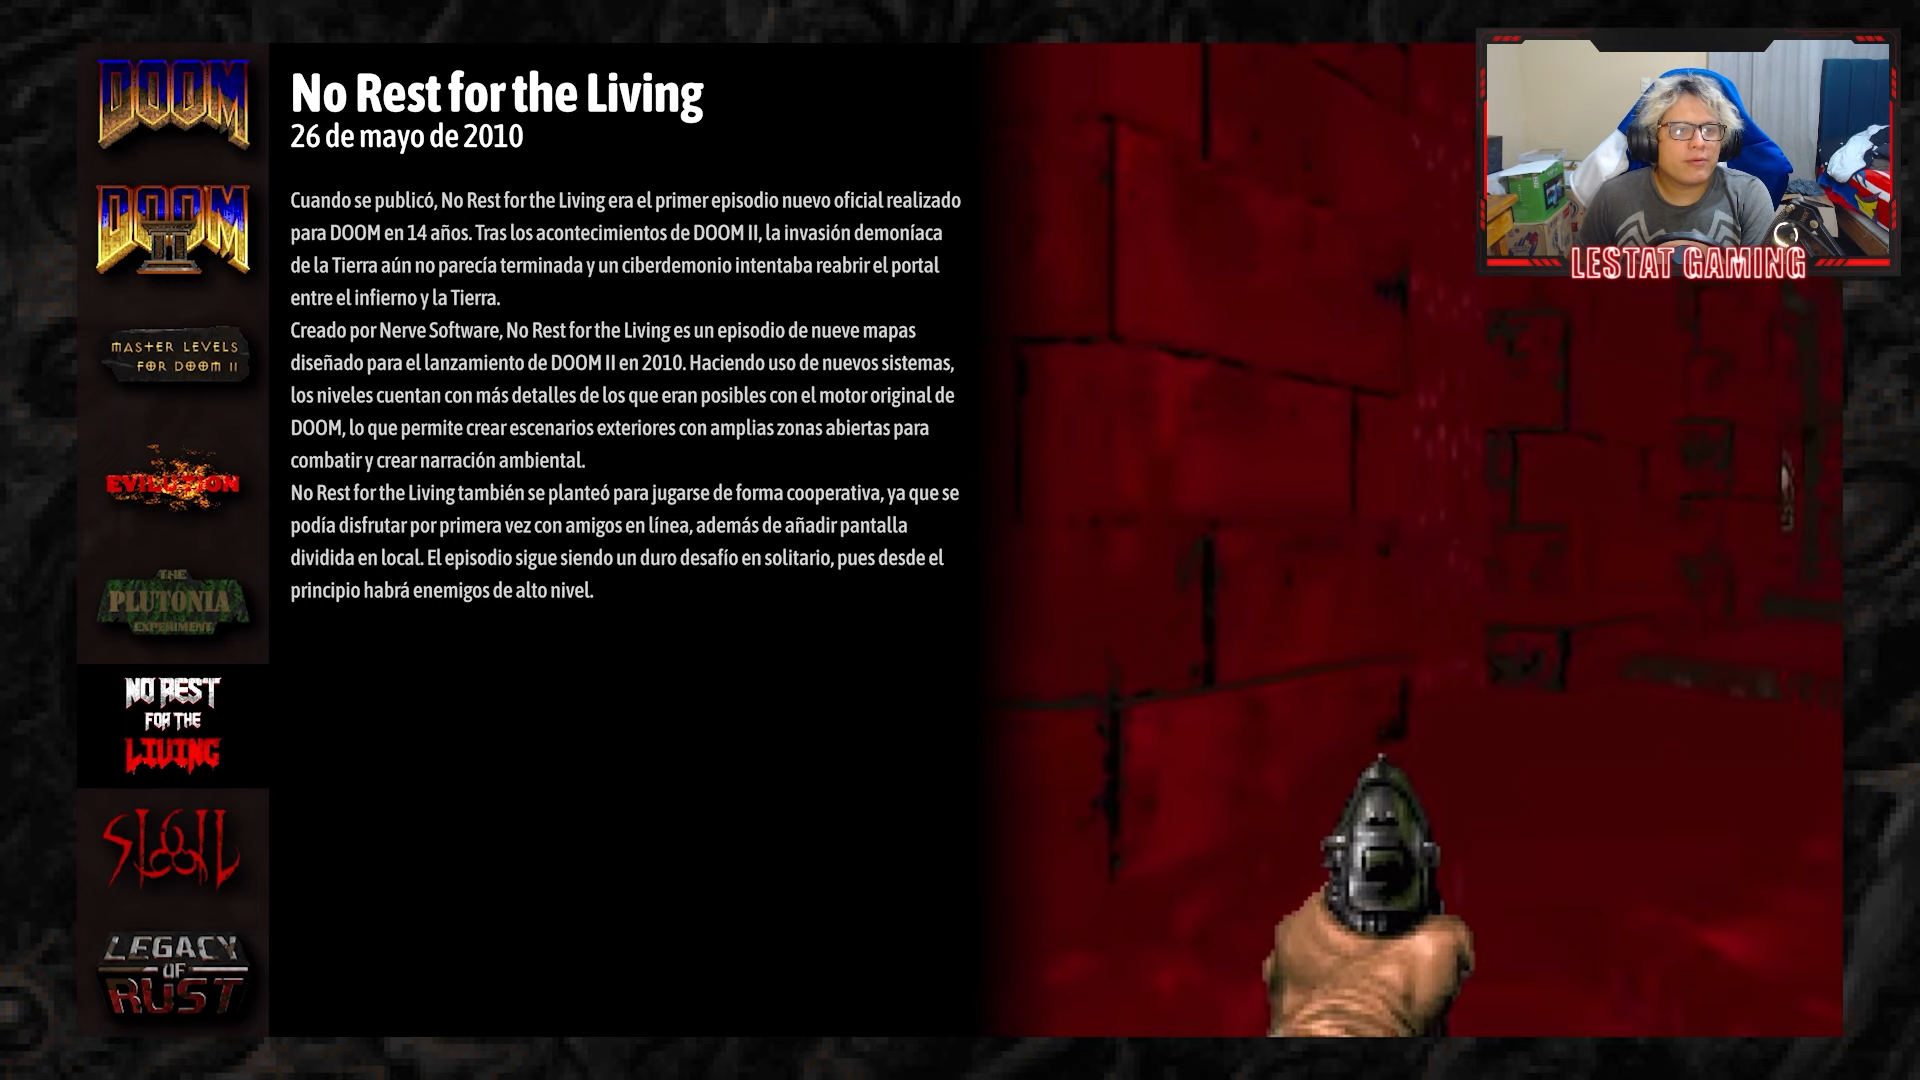 DOOM
DOOM
II
MASTER LEVELS
FOR DOOM II
EVILUTION
THE
PLUTONIA
EXPERIMENT
NO REST
FOR THE
LIVING
SIGIL
LEGACY
OF
RUST
No Rest for the Living
26 de mayo de 2010
Cuando se publicó, No Rest for the Living era el primer episodio nuevo oficial realizado
para DOOM en 14 años. Tras los acontecimientos de DOOM II, la invasión demoníaca
de la Tierra aún no parecía terminada y un ciberdemonio intentaba reabrir el portal
entre el infierno y la Tierra.
Creado por Nerve Software, No Rest for the Living es un episodio de nueve mapas
diseñado para el lanzamiento de DOOM II en 2010. Haciendo uso de nuevos sistemas,
los niveles cuentan con más detalles de los que eran posibles con el motor original de
DOOM, lo que permite crear escenarios exteriores con amplias zonas abiertas para
combatir y crear narración ambiental.
No Rest for the Living también se planteó para jugarse de forma cooperativa, ya que se
podía disfrutar por primera vez con amigos en línea, además de añadir pantalla
dividida en local. El episodio sigue siendo un duro desafío en solitario, pues desde el
principio habrá enemigos de alto nivel.
LESTAT GAMING